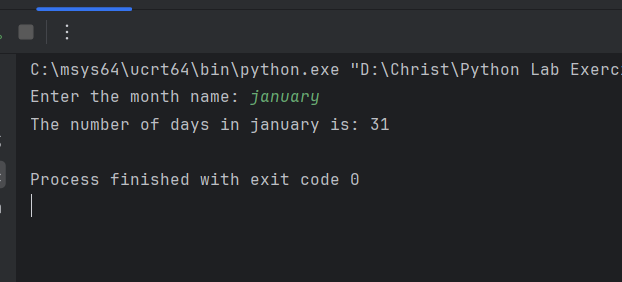 C:\msys64\ucrt64\bin\python.exe "D:\Christ\Python Lab Exerc
Enter the month name: january
The number of days in january is: 31
Process finished with exit code 0